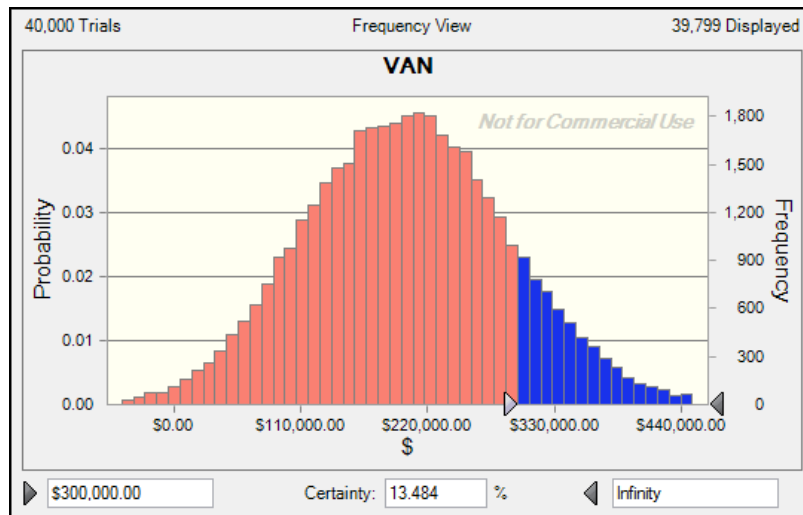 40,000 Trials Frequency View 39,799 Displayed
VAN
Not for Commercial Use
Probability
0.04
0.03
0.02
0.01
0.00
1,800
1,500
1,200
900
600
300
0
Frequency
$0.00 $110,000.00 $220,000.00 $330,000.00 $440,000.00
$
$300,000.00 Certainty: 13.484 % Infinity